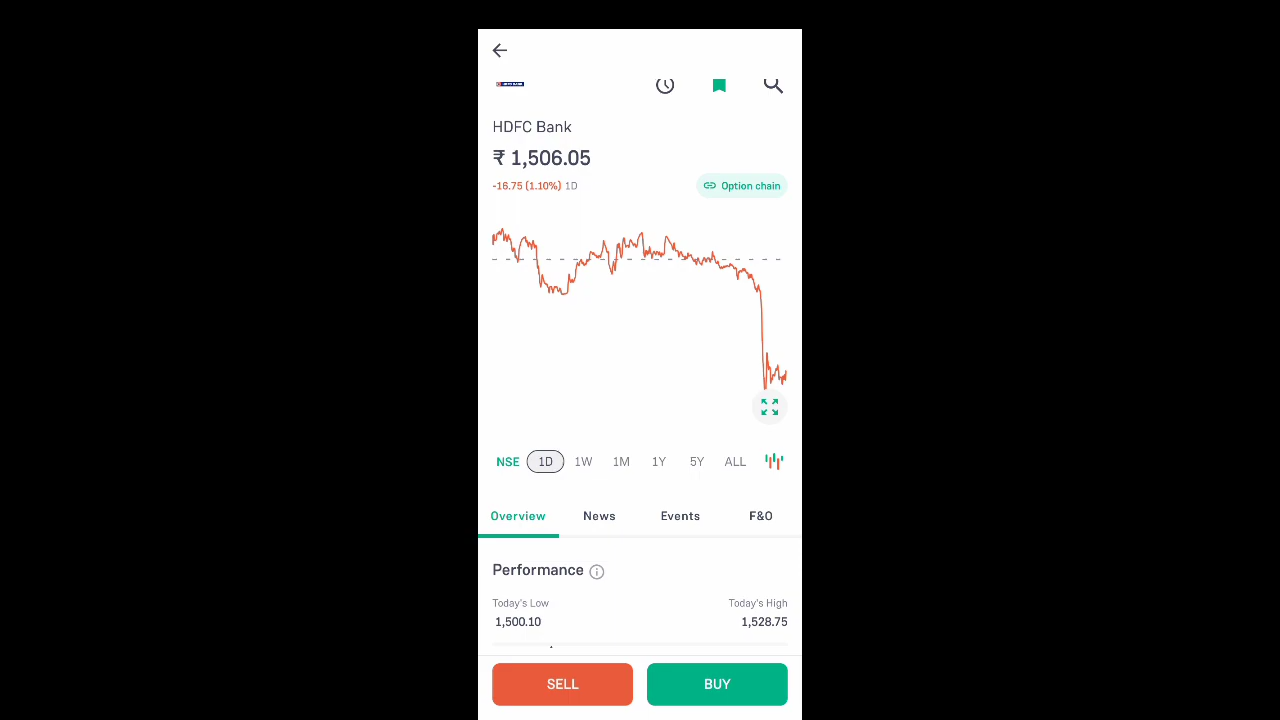 HDFC Bank
₹ 1,506.05
-16.75 (1.10%) 1D
Option chain
NSE 1D 1W 1M 1Y 5Y ALL
Overview News Events F&O
Performance
Today's Low Today's High
1,500.10 1,528.75
SELL BUY